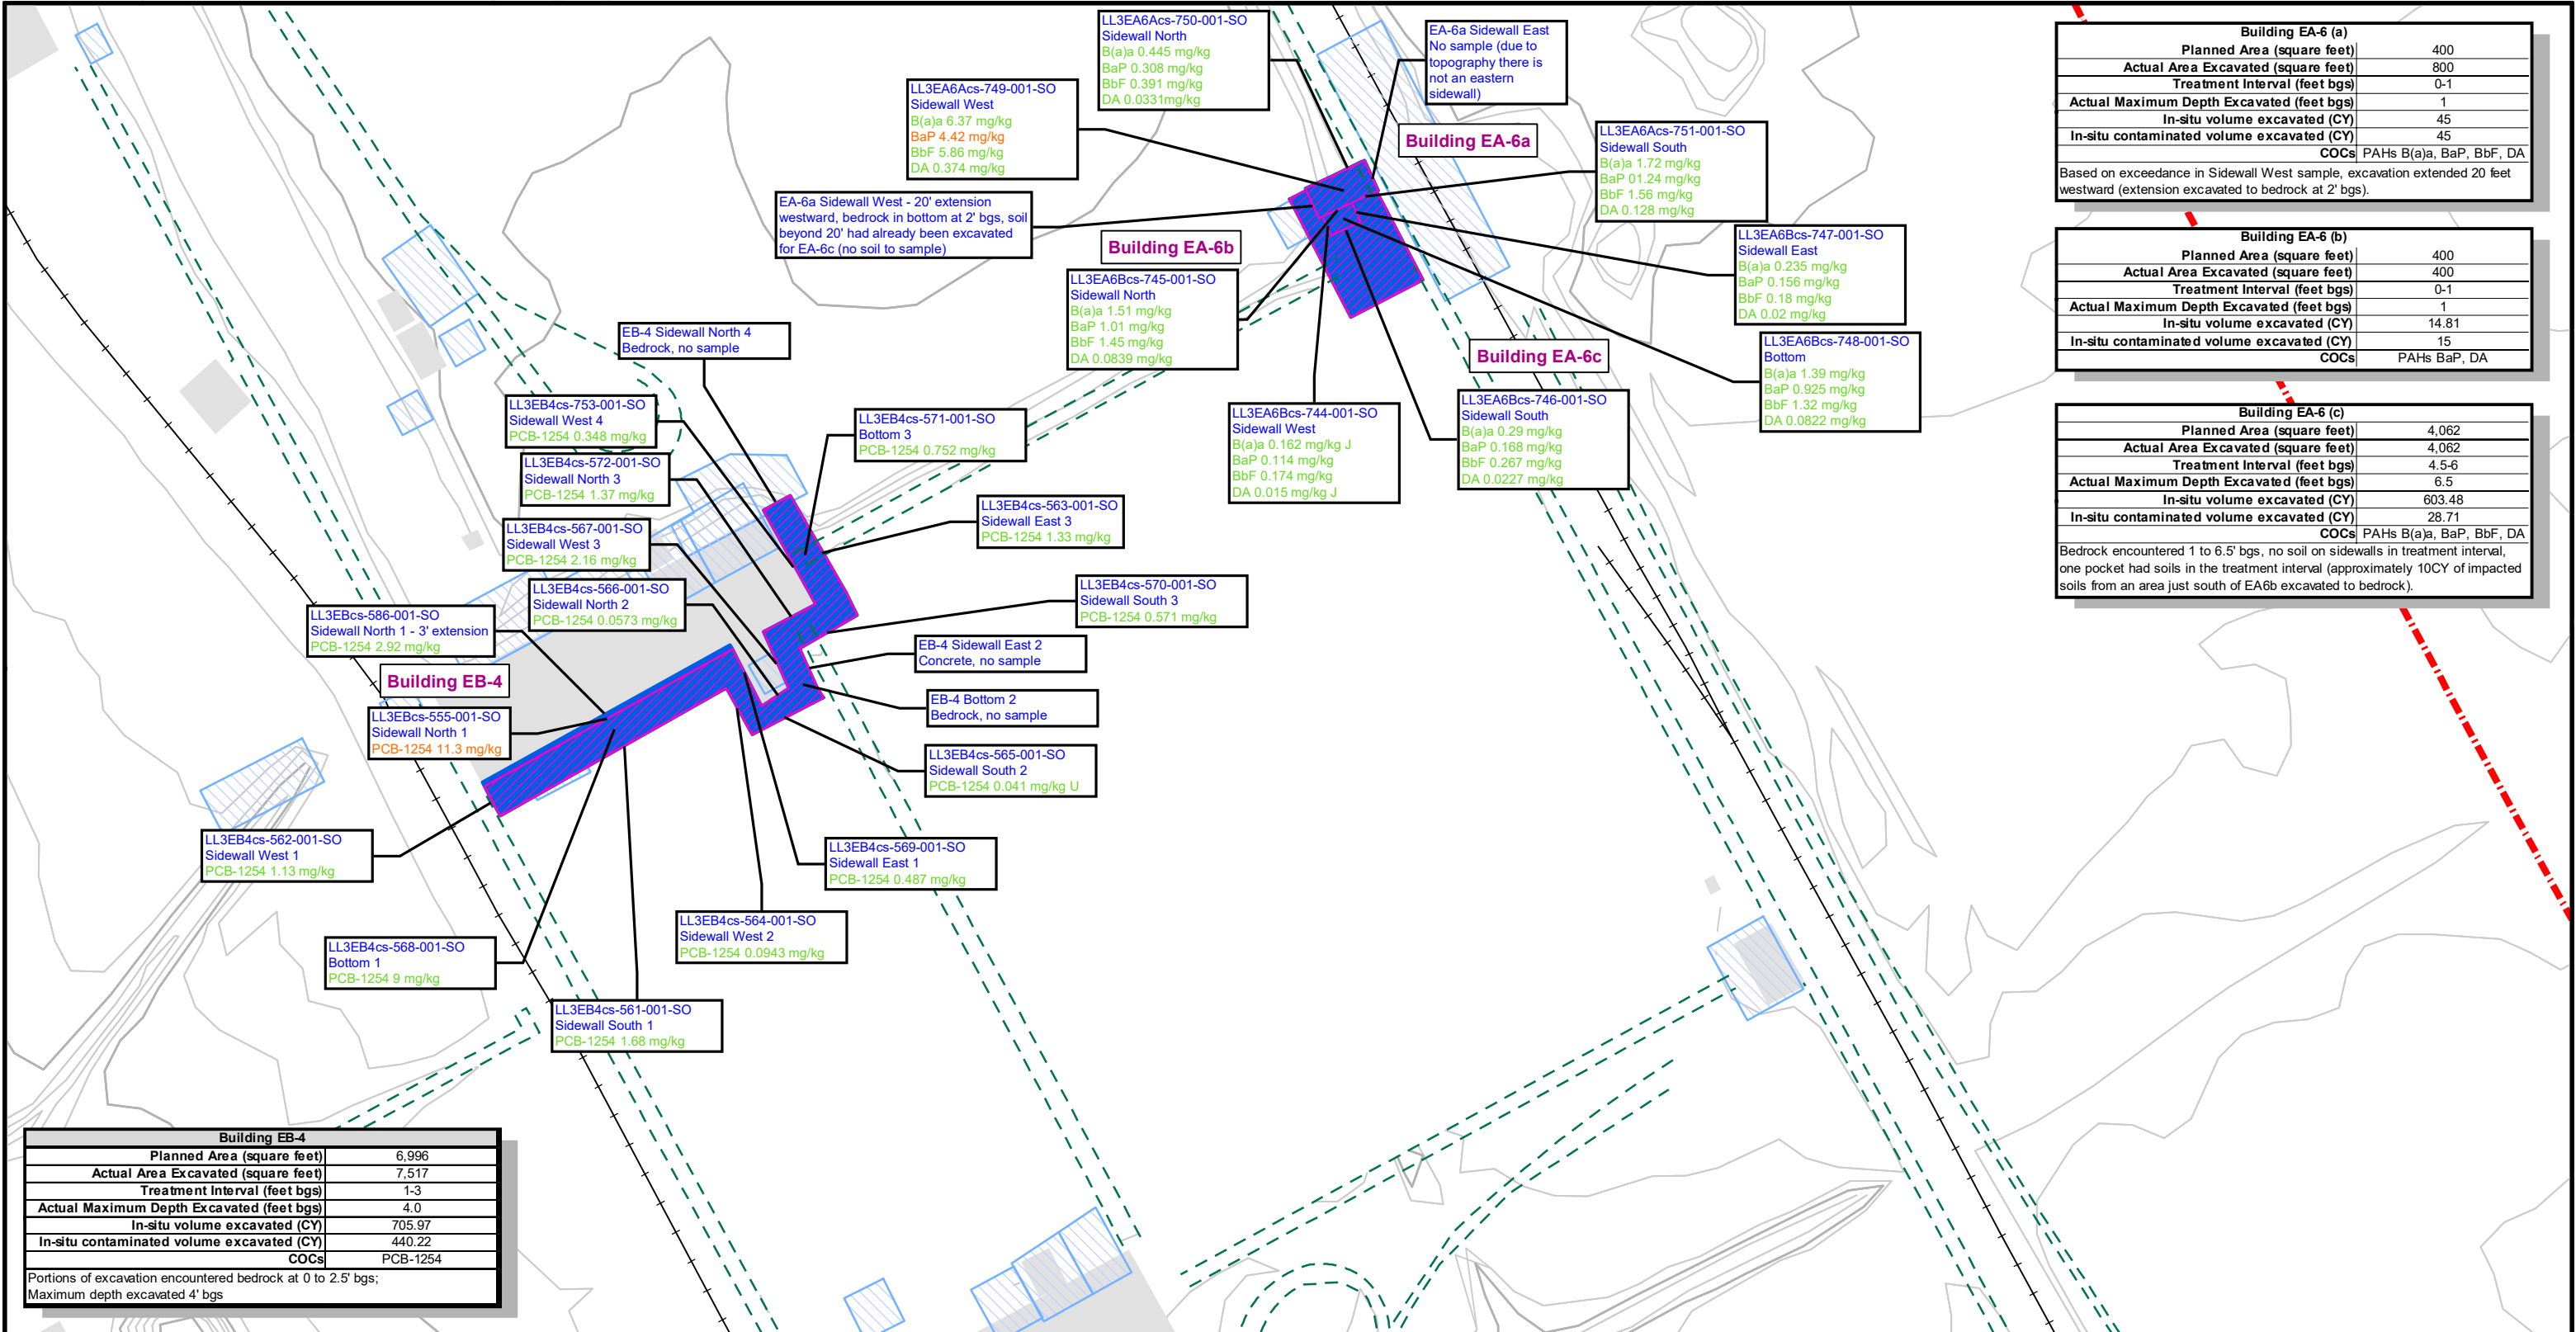 LL3EA6Acs-750-001-SO
Sidewall North
B(a)a 0.445 mg/kg
BaP 0.308 mg/kg
BbF 0.391 mg/kg
DA 0.0331mg/kg
EA-6a Sidewall East
No sample (due to
topography there is
not an eastern
sidewall)
LL3EA6Acs-749-001-SO
Sidewall West
B(a)a 6.37 mg/kg
BaP 4.42 mg/kg
BbF 5.86 mg/kg
DA 0.374 mg/kg
Building EA-6a
LL3EA6Acs-751-001-SO
Sidewall South
B(a)a 1.72 mg/kg
BaP 01.24 mg/kg
BbF 1.56 mg/kg
DA 0.128 mg/kg
EA-6a Sidewall West - 20' extension
westward, bedrock in bottom at 2' bgs, soil
beyond 20' had already been excavated
for EA-6c (no soil to sample)
Building EA-6b
LL3EA6Bcs-747-001-SO
Sidewall East
B(a)a 0.235 mg/kg
BaP 0.156 mg/kg
BbF 0.18 mg/kg
DA 0.02 mg/kg
LL3EA6Bcs-745-001-SO
Sidewall North
B(a)a 1.51 mg/kg
BaP 1.01 mg/kg
BbF 1.45 mg/kg
DA 0.0839 mg/kg
LL3EA6Bcs-748-001-SO
Bottom
B(a)a 1.39 mg/kg
BaP 0.925 mg/kg
BbF 1.32 mg/kg
DA 0.0822 mg/kg
Building EA-6c
LL3EA6Bcs-744-001-SO
Sidewall West
B(a)a 0.162 mg/kg J
BaP 0.114 mg/kg
BbF 0.174 mg/kg
DA 0.015 mg/kg J
LL3EA6Bcs-746-001-SO
Sidewall South
B(a)a 0.29 mg/kg
BaP 0.168 mg/kg
BbF 0.267 mg/kg
DA 0.0227 mg/kg
EB-4 Sidewall North 4
Bedrock, no sample
LL3EB4cs-753-001-SO
Sidewall West 4
PCB-1254 0.348 mg/kg
LL3EB4cs-571-001-SO
Bottom 3
PCB-1254 0.752 mg/kg
LL3EB4cs-572-001-SO
Sidewall North 3
PCB-1254 1.37 mg/kg
LL3EB4cs-563-001-SO
Sidewall East 3
PCB-1254 1.33 mg/kg
LL3EB4cs-567-001-SO
Sidewall West 3
PCB-1254 2.16 mg/kg
LL3EB4cs-566-001-SO
Sidewall North 2
PCB-1254 0.0573 mg/kg
LL3EB4cs-570-001-SO
Sidewall South 3
PCB-1254 0.571 mg/kg
LL3EBcs-586-001-SO
Sidewall North 1 - 3' extension
PCB-1254 2.92 mg/kg
EB-4 Sidewall East 2
Concrete, no sample
Building EB-4
EB-4 Bottom 2
Bedrock, no sample
LL3EBcs-555-001-SO
Sidewall North 1
PCB-1254 11.3 mg/kg
LL3EB4cs-565-001-SO
Sidewall South 2
PCB-1254 0.041 mg/kg U
LL3EB4cs-562-001-SO
Sidewall West 1
PCB-1254 1.13 mg/kg
LL3EB4cs-569-001-SO
Sidewall East 1
PCB-1254 0.487 mg/kg
LL3EB4cs-564-001-SO
Sidewall West 2
PCB-1254 0.0943 mg/kg
LL3EB4cs-568-001-SO
Bottom 1
PCB-1254 9 mg/kg
LL3EB4cs-561-001-SO
Sidewall South 1
PCB-1254 1.68 mg/kg
Building EA-6 (a)
Planned Area (square feet) 400
Actual Area Excavated (square feet) 800
Treatment Interval (feet bgs) 0-1
Actual Maximum Depth Excavated (feet bgs) 1
In-situ volume excavated (CY) 45
In-situ contaminated volume excavated (CY) 45
COCs PAHs B(a)a, BaP, BbF, DA
Based on exceedance in Sidewall West sample, excavation extended 20 feet
westward (extension excavated to bedrock at 2' bgs).
Building EA-6 (b)
Planned Area (square feet) 400
Actual Area Excavated (square feet) 400
Treatment Interval (feet bgs) 0-1
Actual Maximum Depth Excavated (feet bgs) 1
In-situ volume excavated (CY) 14.81
In-situ contaminated volume excavated (CY) 15
COCs PAHs BaP, DA
Building EA-6 (c)
Planned Area (square feet) 4,062
Actual Area Excavated (square feet) 4,062
Treatment Interval (feet bgs) 4.5-6
Actual Maximum Depth Excavated (feet bgs) 6.5
In-situ volume excavated (CY) 603.48
In-situ contaminated volume excavated (CY) 28.71
COCs PAHs B(a)a, BaP, BbF, DA
Bedrock encountered 1 to 6.5' bgs, no soil on sidewalls in treatment interval,
one pocket had soils in the treatment interval (approximately 10CY of impacted
soils from an area just south of EA6b excavated to bedrock).
Building EB-4
Planned Area (square feet) 6,996
Actual Area Excavated (square feet) 7,517
Treatment Interval (feet bgs) 1-3
Actual Maximum Depth Excavated (feet bgs) 4.0
In-situ volume excavated (CY) 705.97
In-situ contaminated volume excavated (CY) 440.22
COCs PCB-1254
Portions of excavation encountered bedrock at 0 to 2.5' bgs;
Maximum depth excavated 4' bgs